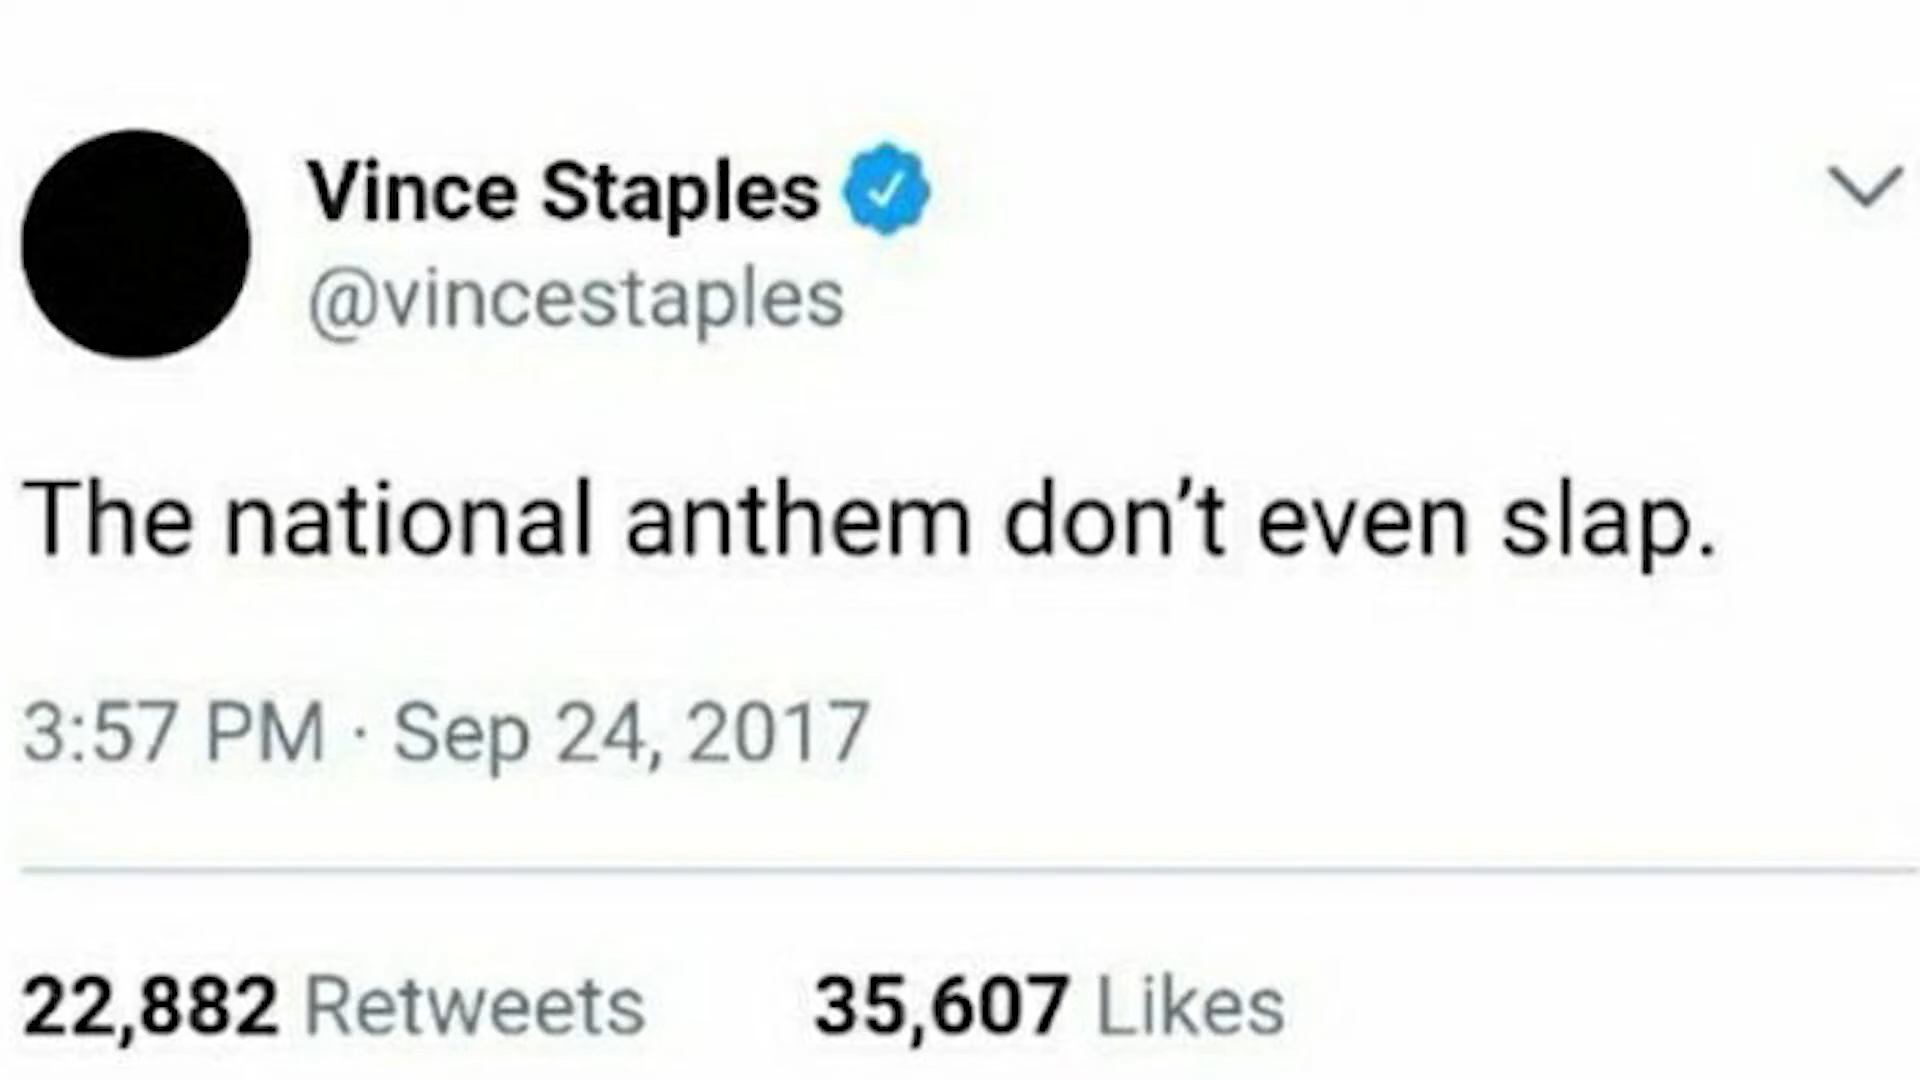 Vince Staples
@vincestaples
The national anthem don't even slap.
3:57 PM · Sep 24, 2017
22,882 Retweets 35,607 Likes